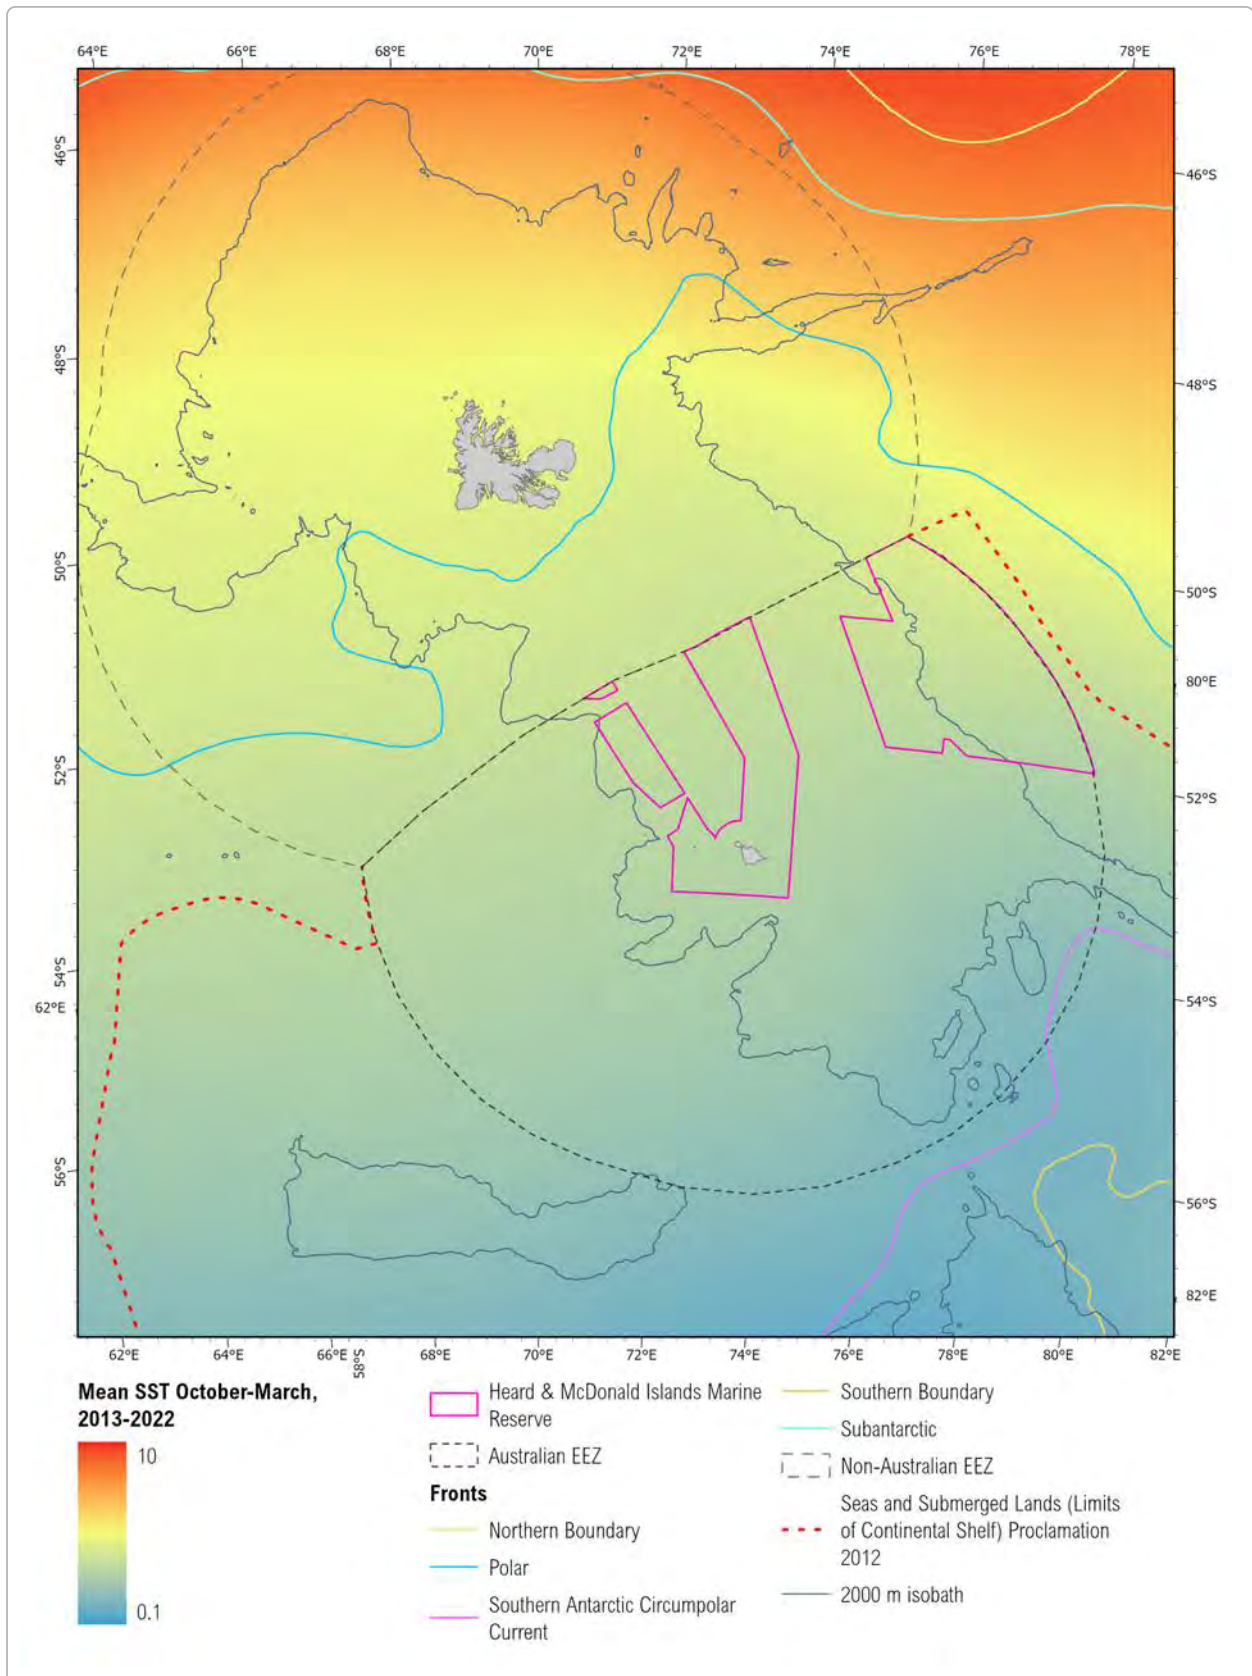 64°E 66°E 68°E 70°E 72°E 74°E 76°E 78°E
46°S
46°S
48°S
48°S
50°S
50°S
80°E
52°S
52°S
54°S
54°S
62°E
56°S
56°S
82°E
62°E 64°E 66°E 68°E 70°E 72°E 74°E 76°E 78°E 80°E 82°E
58°S
Mean SST October-March,
2013-2022
10
0.1
Heard & McDonald Islands Marine
Reserve
Australian EEZ
Fronts
Northern Boundary
Polar
Southern Antarctic Circumpolar
Current
Southern Boundary
Subantarctic
Non-Australian EEZ
Seas and Submerged Lands (Limits
of Continental Shelf) Proclamation
2012
2000 m isobath